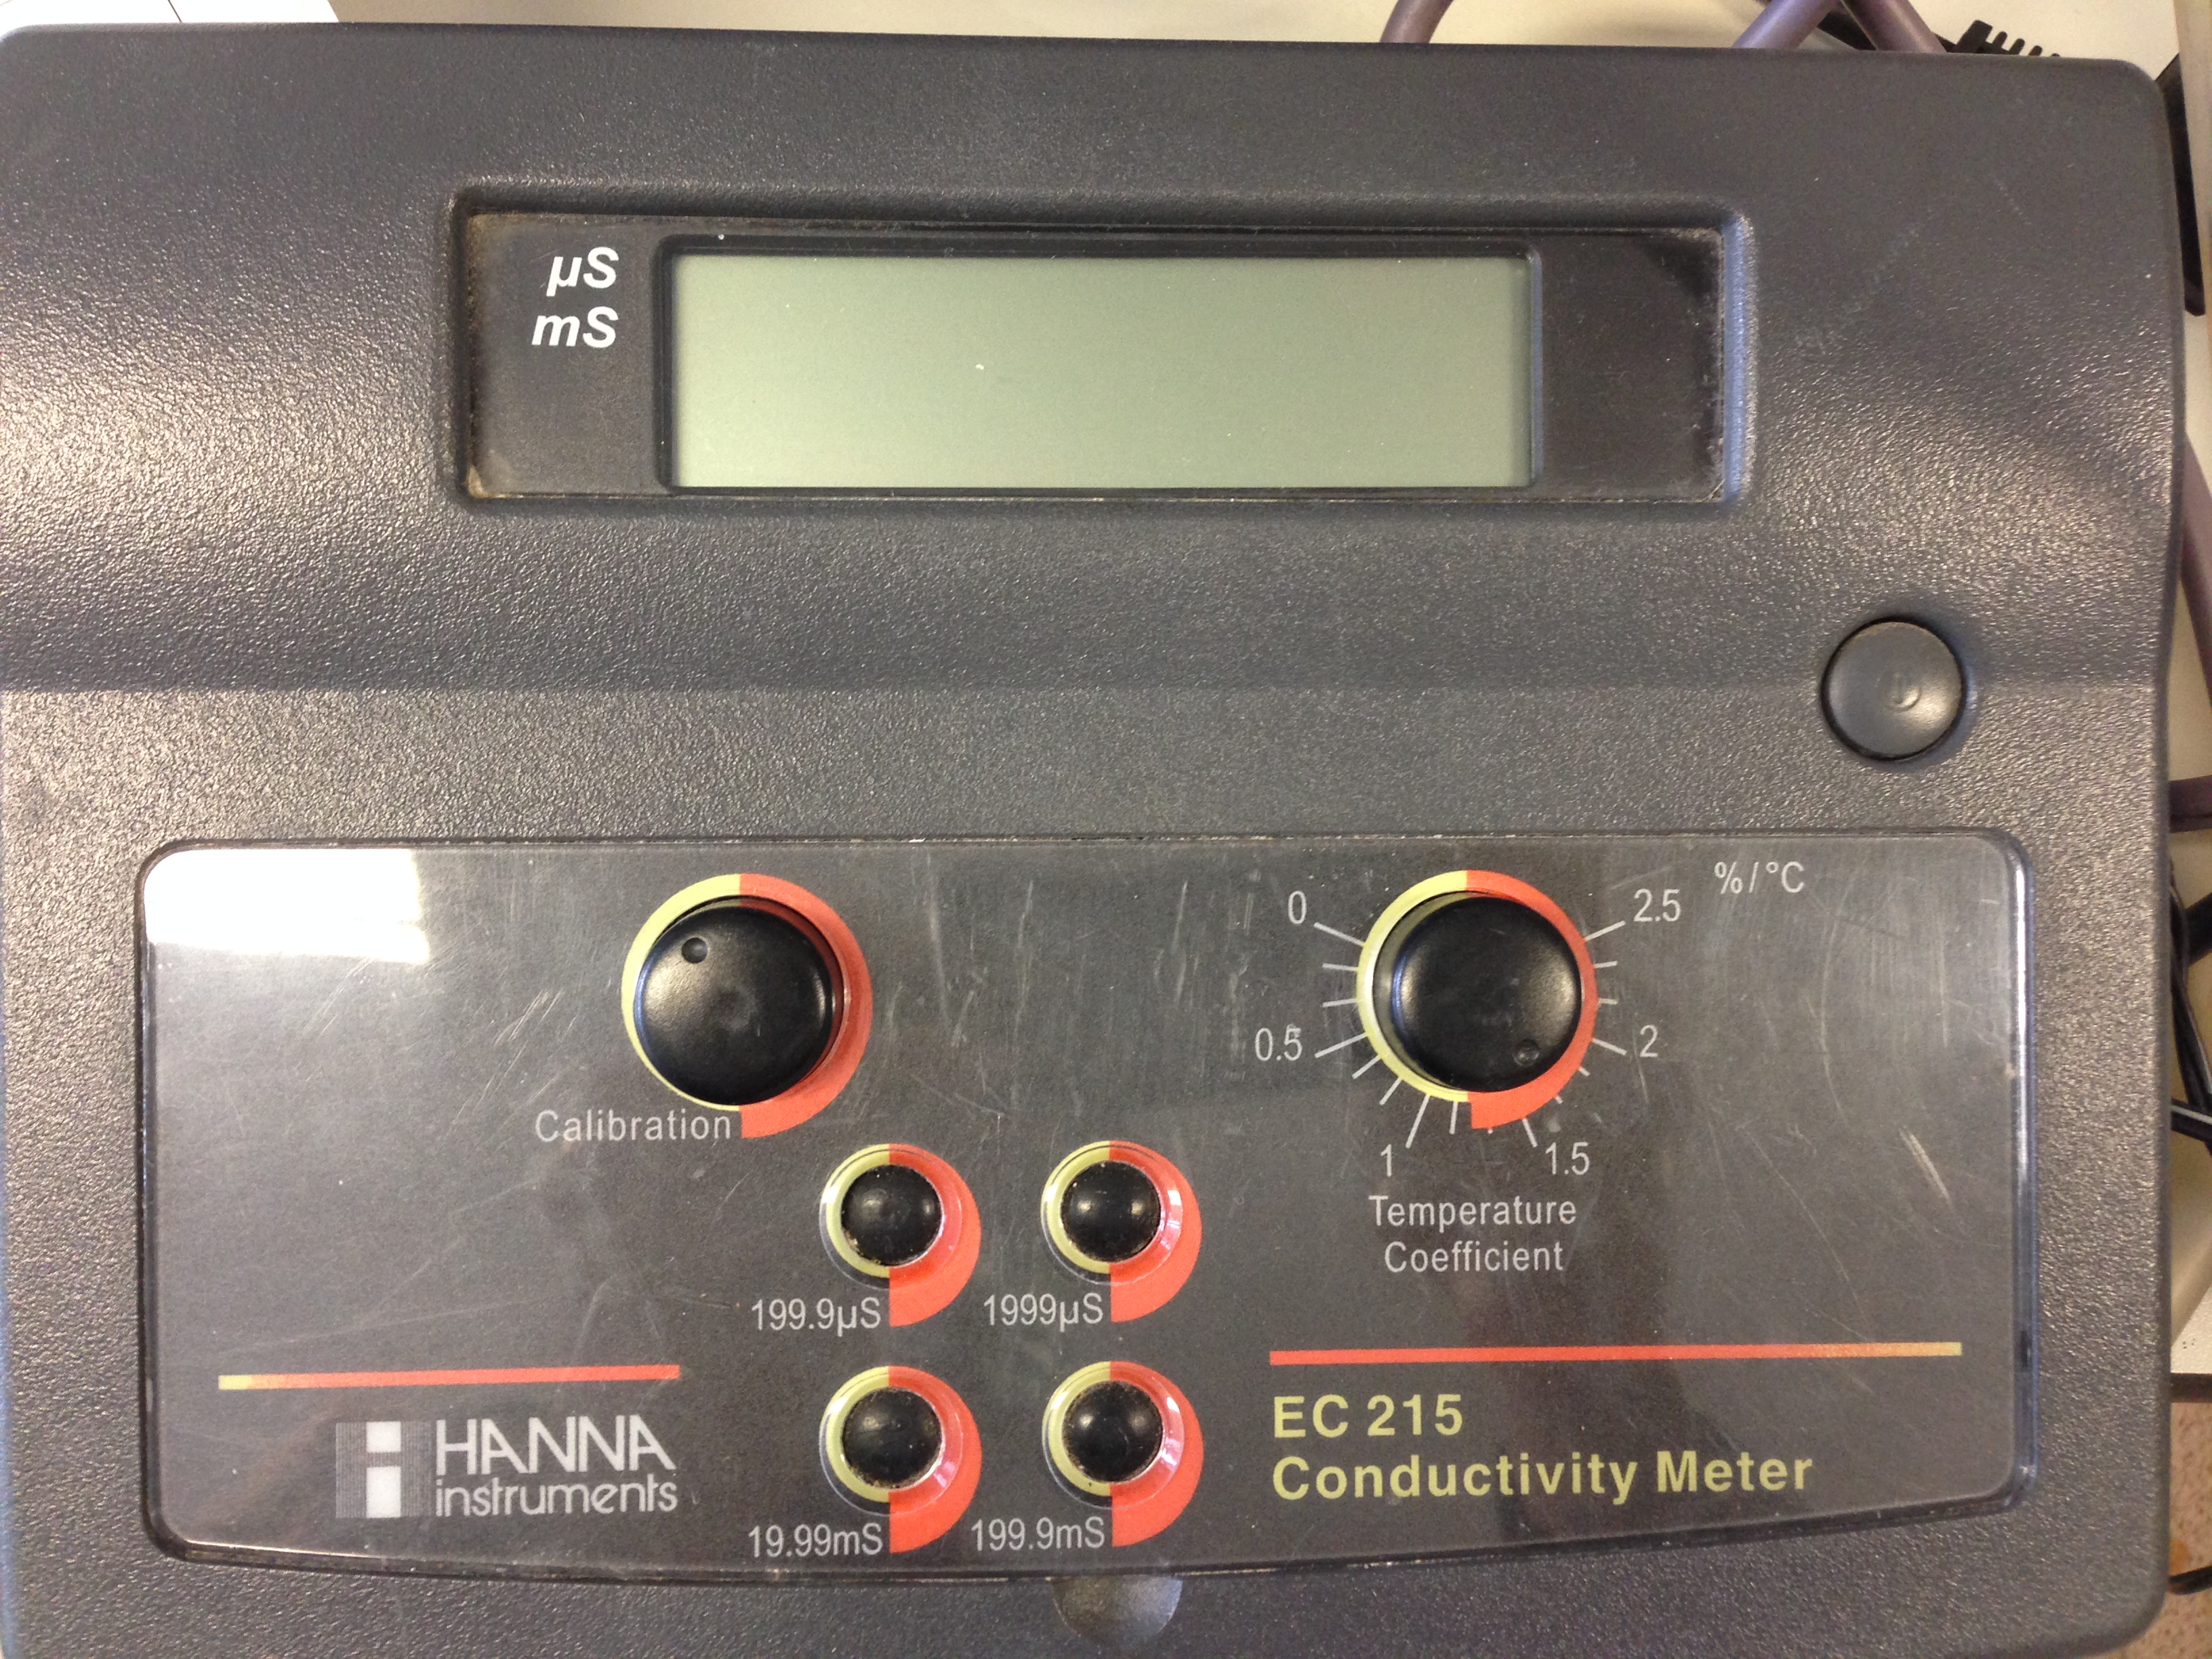 µS
mS
%/°C
0
2.5
0.5
2
1
1.5
Calibration
Temperature
Coefficient
199.9µS
1999µS
19.99mS
199.9mS
HANNA
instruments
EC 215
Conductivity Meter